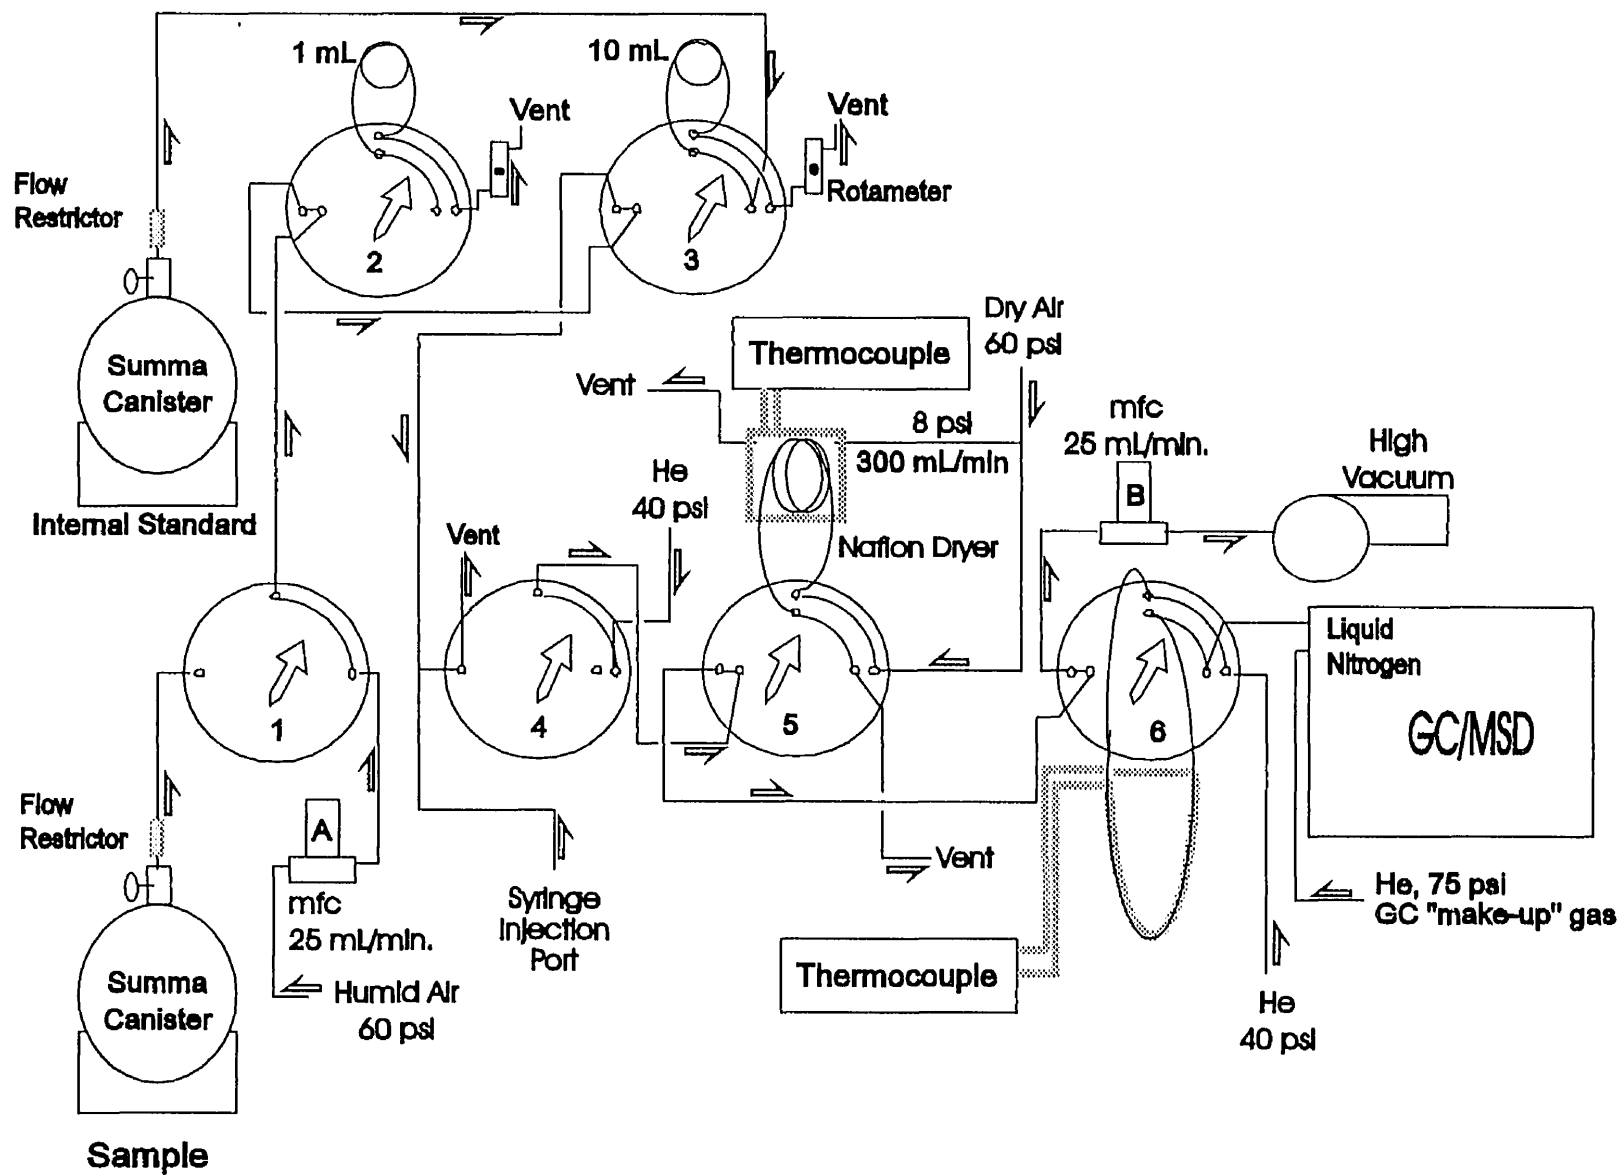 1 mL
10 mL
Vent
Vent
Flow
Restrictor
Rotameter
2
3
Summa
Canister
Internal Standard
Dry Air
60 psi
Thermocouple
Vent
8 psi
300 mL/min
mfc
25 mL/min.
B
High
Vacuum
He
40 psi
Vent
Nafion Dryer
Liquid
Nitrogen
GC/MSD
1
4
5
6
Flow
Restrictor
A
mfc
25 mL/min.
Humid Air
60 psi
Syringe
Injection
Port
Vent
He, 75 psi
GC "make-up" gas
Thermocouple
He
40 psi
Summa
Canister
Sample